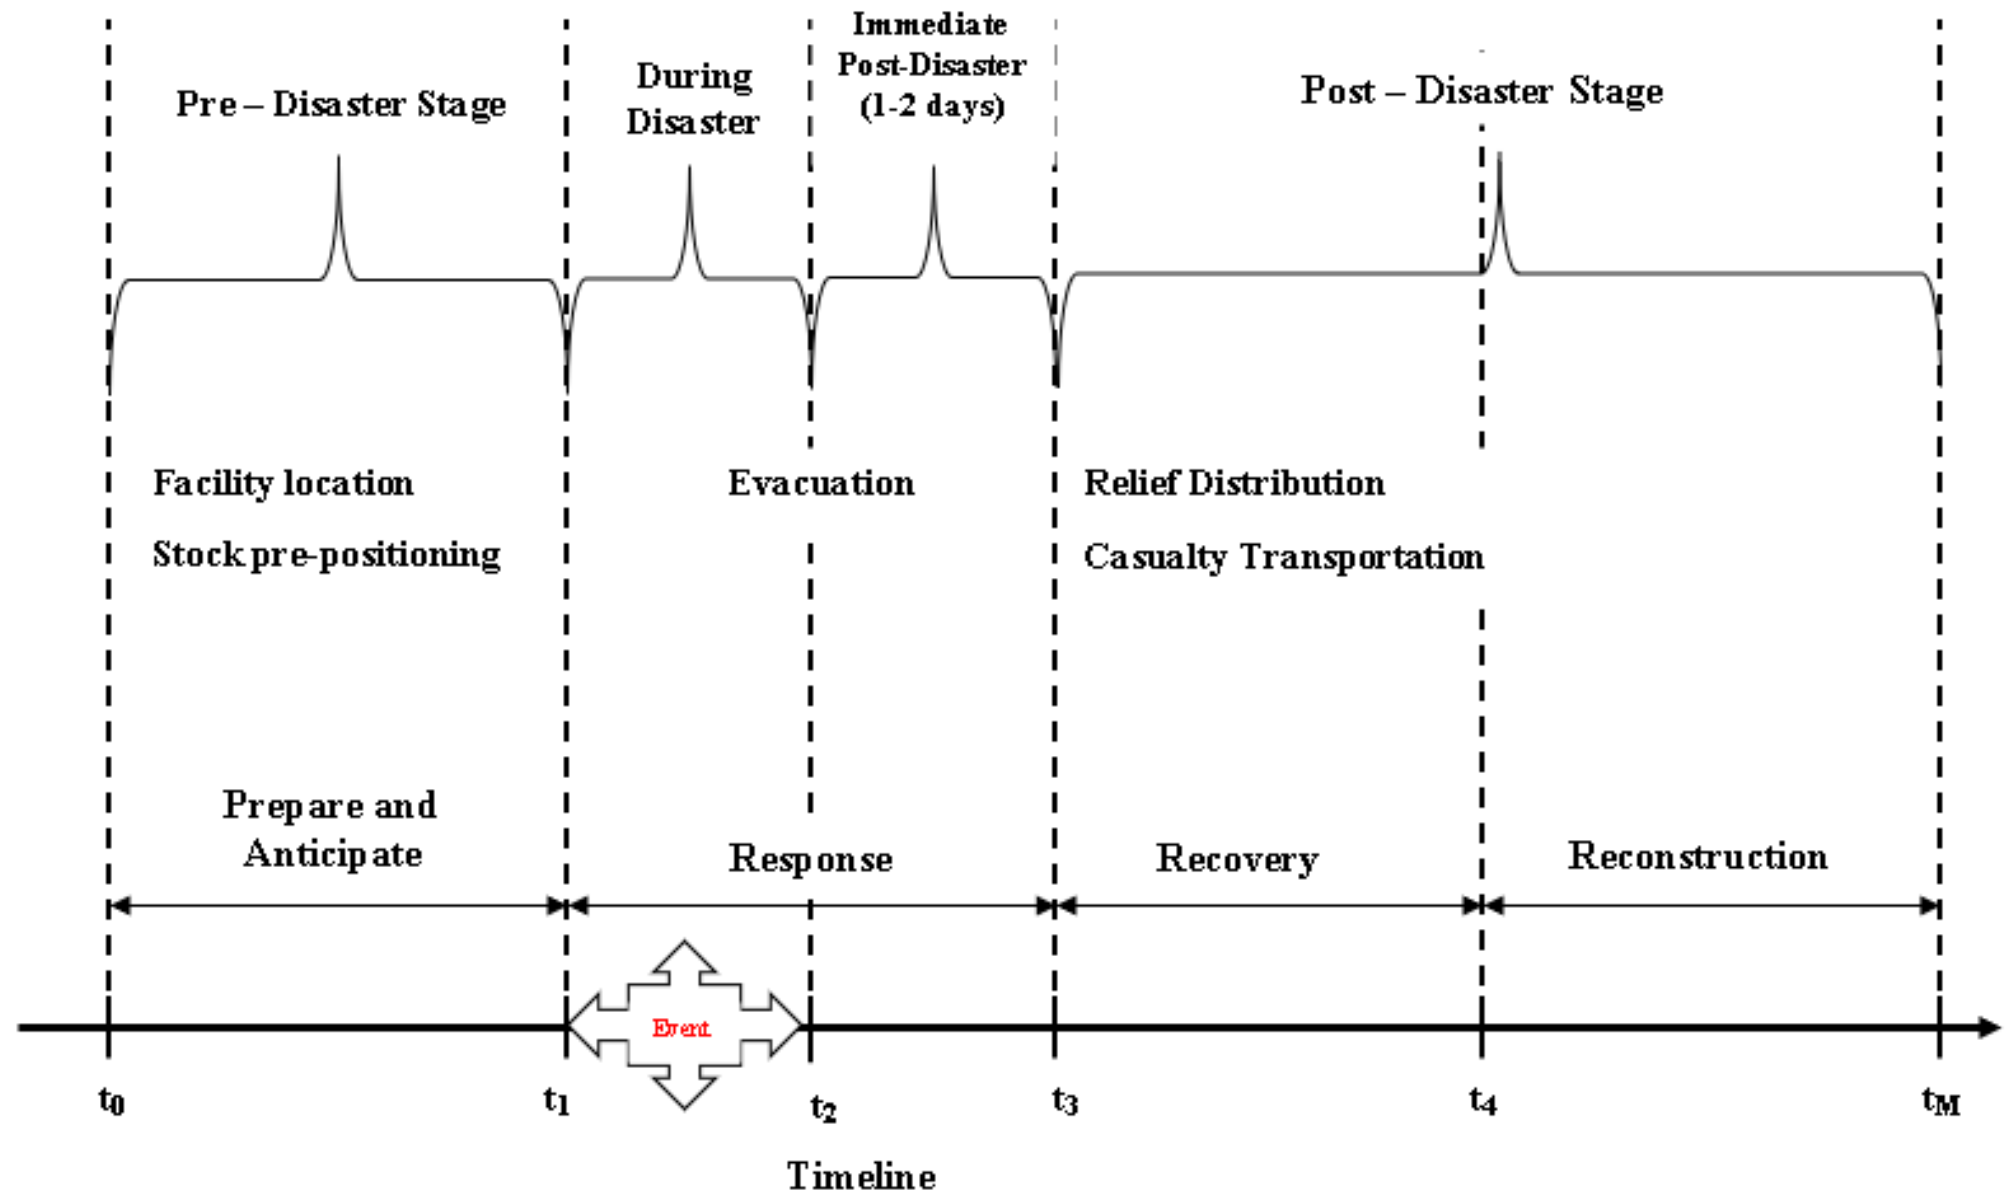 Pre – Disaster Stage
During
Disaster
Immediate
Post-Disaster
(1-2 days)
Post – Disaster Stage
Facility location
Stock pre-positioning
Evacuation
Relief Distribution
Casualty Transportation
Prepare and
Anticipate
Response
Recovery
Reconstruction
Event
t0
t1
t2
t3
t4
tM
Timeline